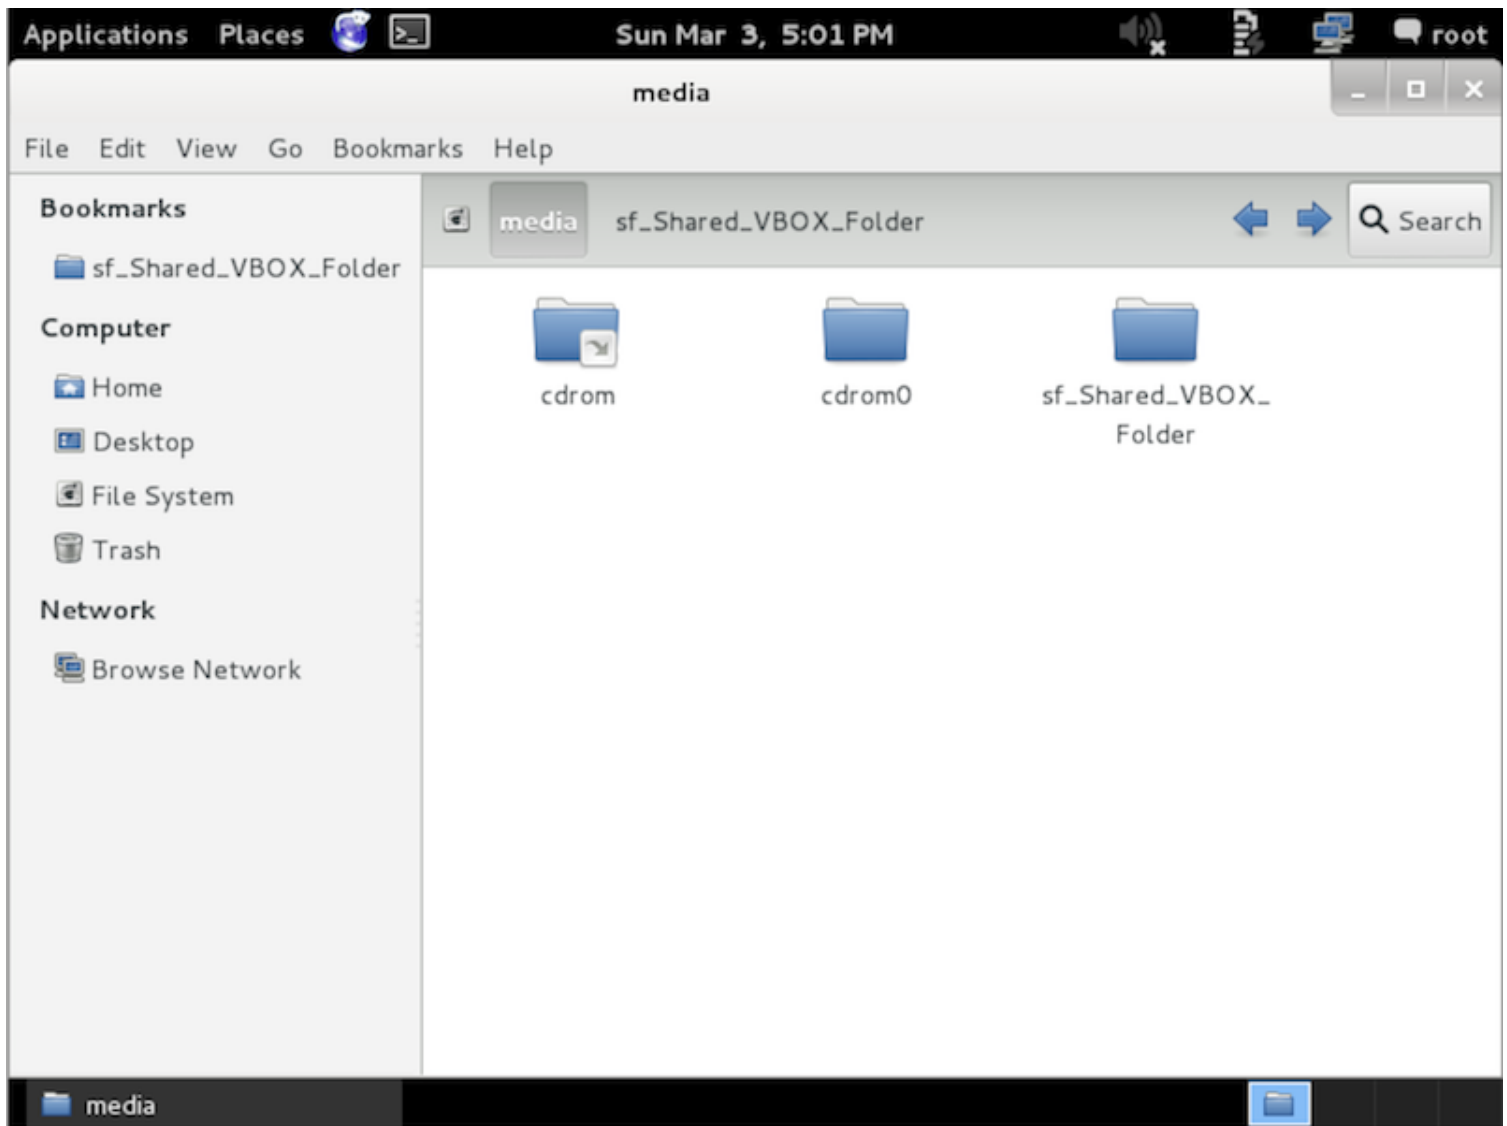 Applications Places Sun Mar 3, 5:01 PM root
media
File Edit View Go Bookmarks Help
Bookmarks
sf_Shared_VBOX_Folder
Computer
Home
Desktop
File System
Trash
Network
Browse Network
media sf_Shared_VBOX_Folder Search
cdrom cdrom0 sf_Shared_VBOX_
Folder
media